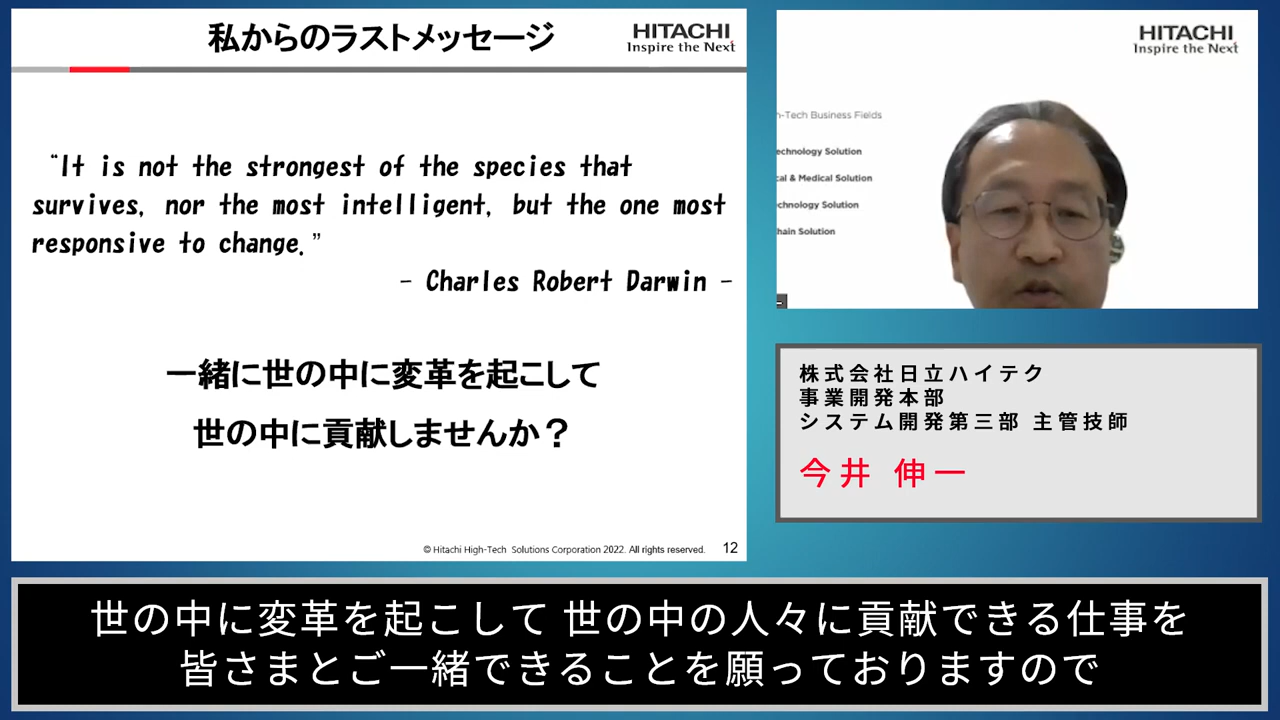 私からのラストメッセージ
HITACHI
Inspire the Next
“It is not the strongest of the species that
survives, nor the most intelligent, but the one most
responsive to change.”
- Charles Robert Darwin -
一緒に世の中に変革を起こして
世の中に貢献しませんか？
© Hitachi High-Tech Solutions Corporation 2022. All rights reserved. 12
HITACHI
Inspire the Next
h-Tech Business Fields
echnology Solution
cal & Medical Solution
echnology Solution
hain Solution
株式会社日立ハイテク
事業開発本部
システム開発第三部 主管技師
今井 伸一
世の中に変革を起こして 世の中の人々に貢献できる仕事を
皆さまとご一緒できることを願っておりますので